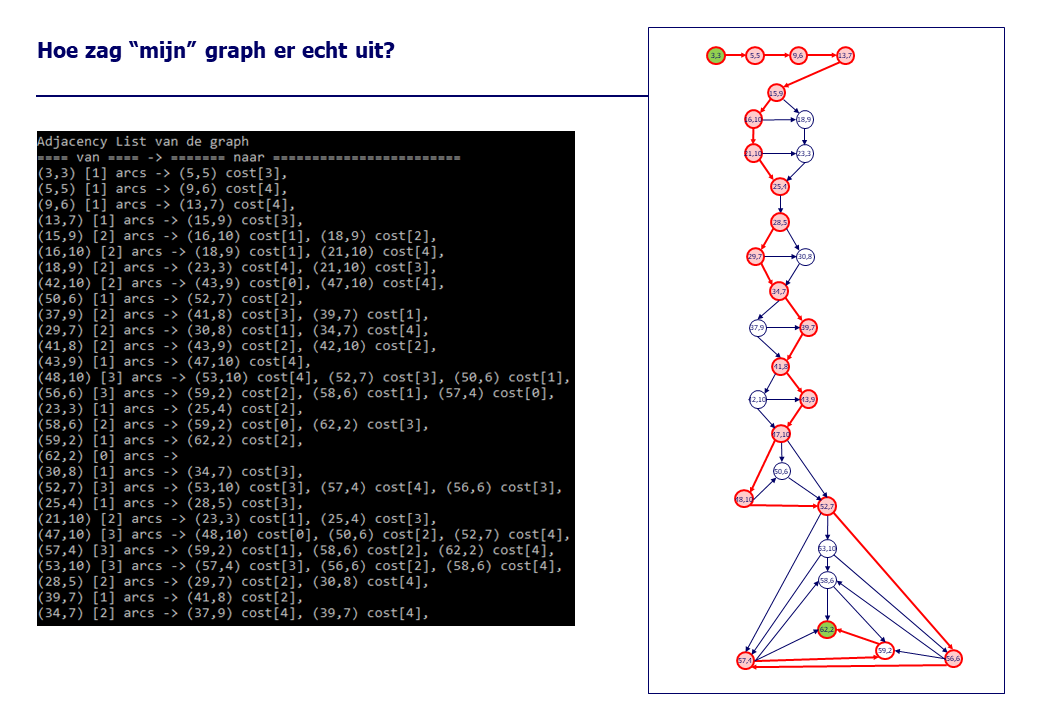 Hoe zag “mijn” graph er echt uit?
Adjacency List van de graph
==== van ==== -> ======= naar ========================
(3,3) [1] arcs -> (5,5) cost[3],
(5,5) [1] arcs -> (9,6) cost[4],
(9,6) [1] arcs -> (13,7) cost[4],
(13,7) [1] arcs -> (15,9) cost[3],
(15,9) [2] arcs -> (16,10) cost[1], (18,9) cost[2],
(16,10) [2] arcs -> (18,9) cost[1], (21,10) cost[4],
(18,9) [2] arcs -> (23,3) cost[4], (21,10) cost[3],
(42,10) [2] arcs -> (43,9) cost[0], (47,10) cost[4],
(50,6) [1] arcs -> (52,7) cost[2],
(37,9) [2] arcs -> (41,8) cost[3], (39,7) cost[1],
(29,7) [2] arcs -> (30,8) cost[1], (34,7) cost[4],
(41,8) [2] arcs -> (43,9) cost[2], (42,10) cost[2],
(43,9) [1] arcs -> (47,10) cost[4],
(48,10) [3] arcs -> (53,10) cost[4], (52,7) cost[3], (50,6) cost[1],
(56,6) [3] arcs -> (59,2) cost[2], (58,6) cost[1], (57,4) cost[0],
(23,3) [1] arcs -> (25,4) cost[2],
(58,6) [2] arcs -> (59,2) cost[0], (62,2) cost[3],
(59,2) [1] arcs -> (62,2) cost[2],
(62,2) [0] arcs ->
(30,8) [1] arcs -> (34,7) cost[3],
(52,7) [3] arcs -> (53,10) cost[3], (57,4) cost[4], (56,6) cost[3],
(25,4) [1] arcs -> (28,5) cost[3],
(21,10) [2] arcs -> (23,3) cost[1], (25,4) cost[3],
(47,10) [3] arcs -> (48,10) cost[0], (50,6) cost[2], (52,7) cost[4],
(57,4) [3] arcs -> (59,2) cost[1], (58,6) cost[2], (62,2) cost[4],
(53,10) [3] arcs -> (57,4) cost[3], (56,6) cost[2], (58,6) cost[4],
(28,5) [2] arcs -> (29,7) cost[2], (30,8) cost[4],
(39,7) [1] arcs -> (41,8) cost[2],
(34,7) [2] arcs -> (37,9) cost[4], (39,7) cost[4],
3,3
5,5
9,6
13,7
15,9
16,10
18,9
21,10
23,3
25,4
28,5
29,7
30,8
34,7
37,9
39,7
41,8
42,10
43,9
47,10
50,6
48,10
52,7
53,10
58,6
62,2
59,2
57,4
56,6